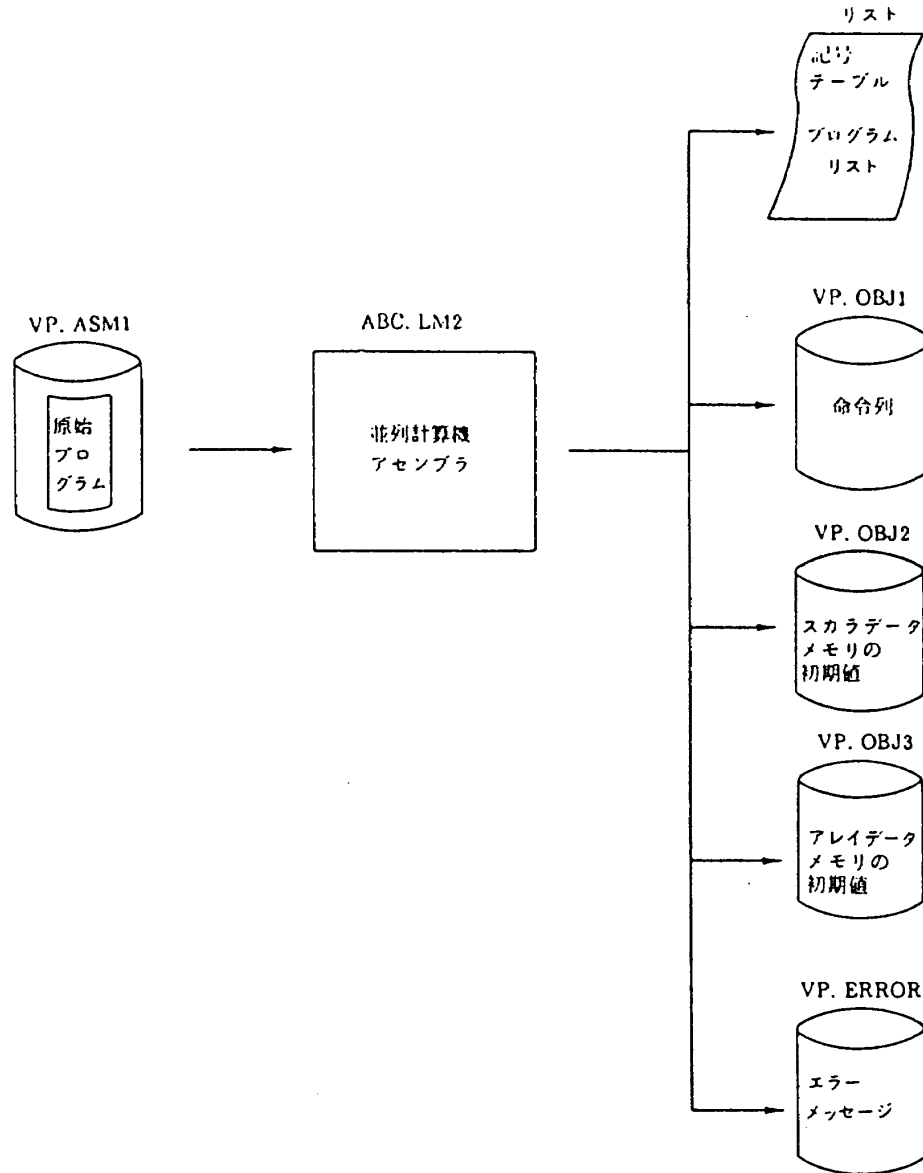 リスト
記号
テーブル
プログラム
リスト
VP. ASM1
原始
プロ
グラム
ABC. LM2
並列計算機
アセンブラ
VP. OBJ1
命令列
VP. OBJ2
スカラデータ
メモリの
初期値
VP. OBJ3
アレイデータ
メモリの
初期値
VP. ERROR
エラー
メッセージ